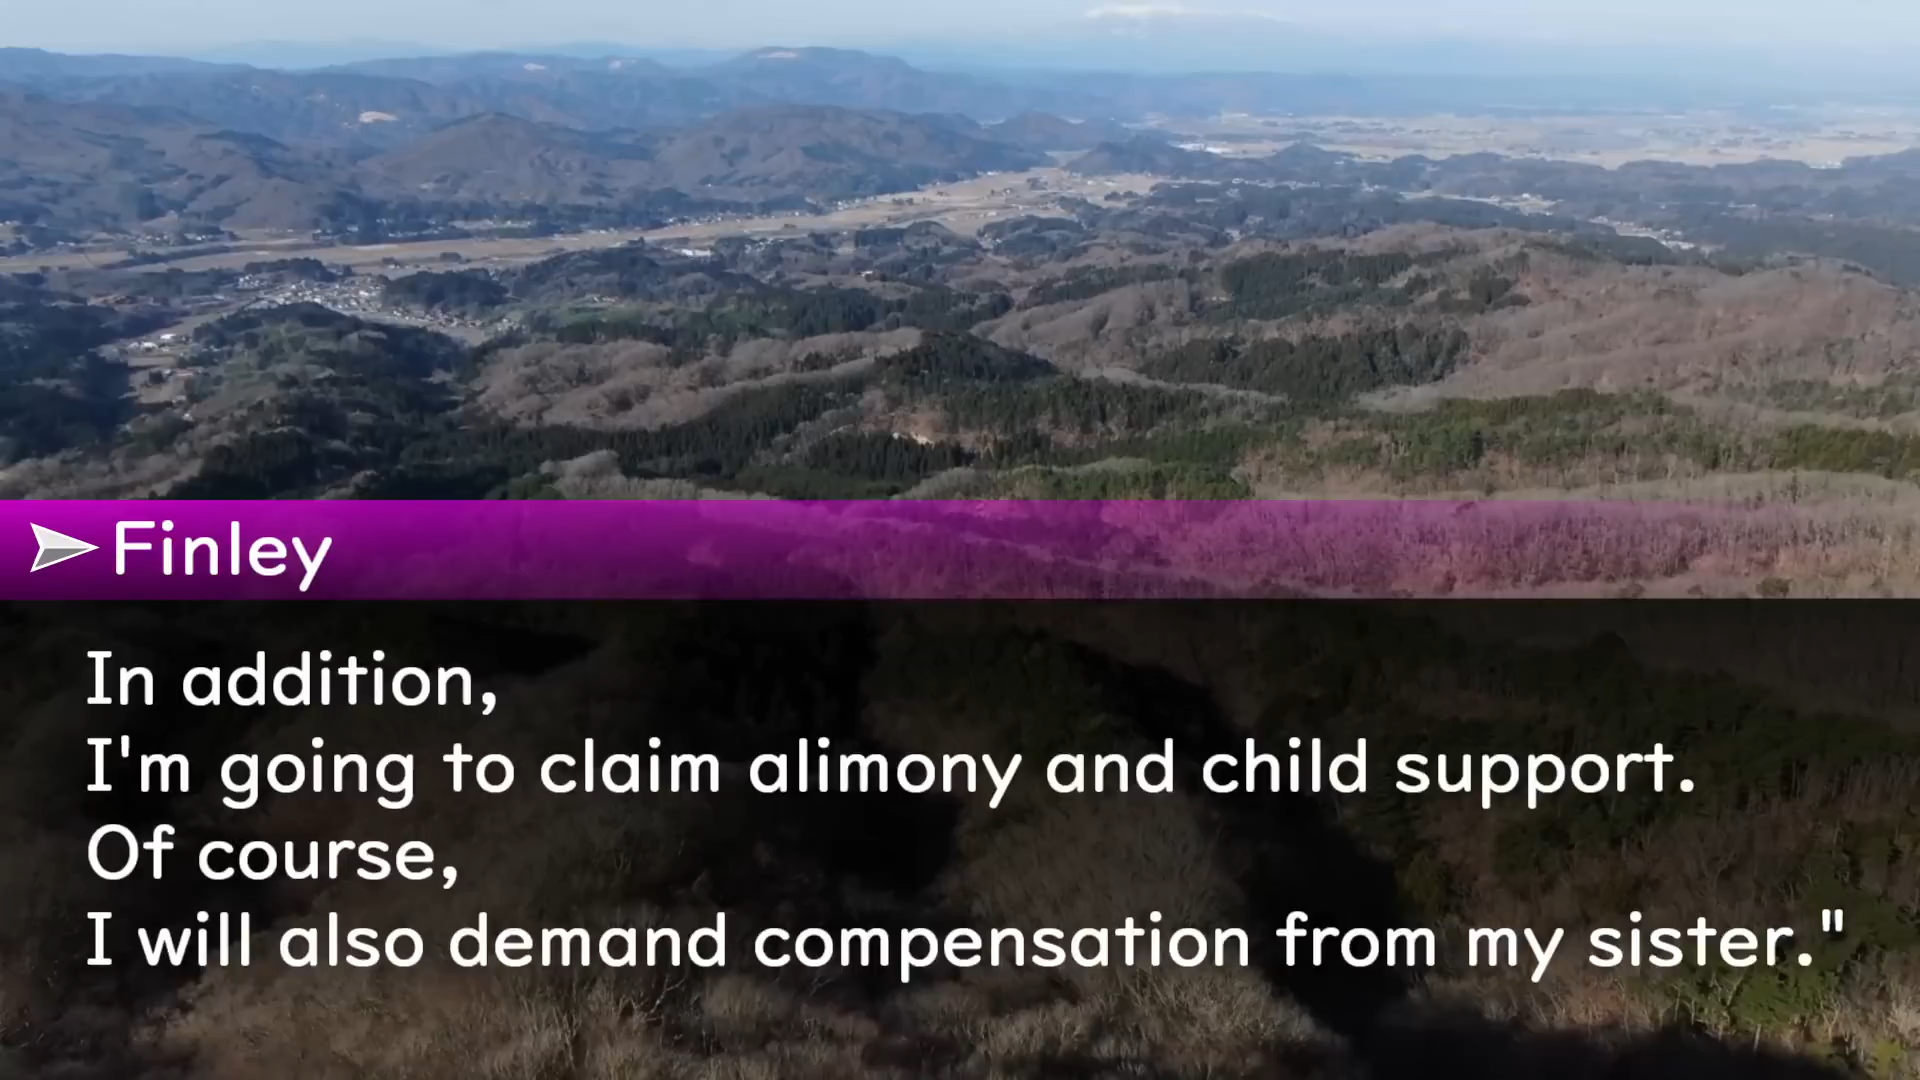 Finley
In addition,
I'm going to claim alimony and child support.
Of course,
I will also demand compensation from my sister."